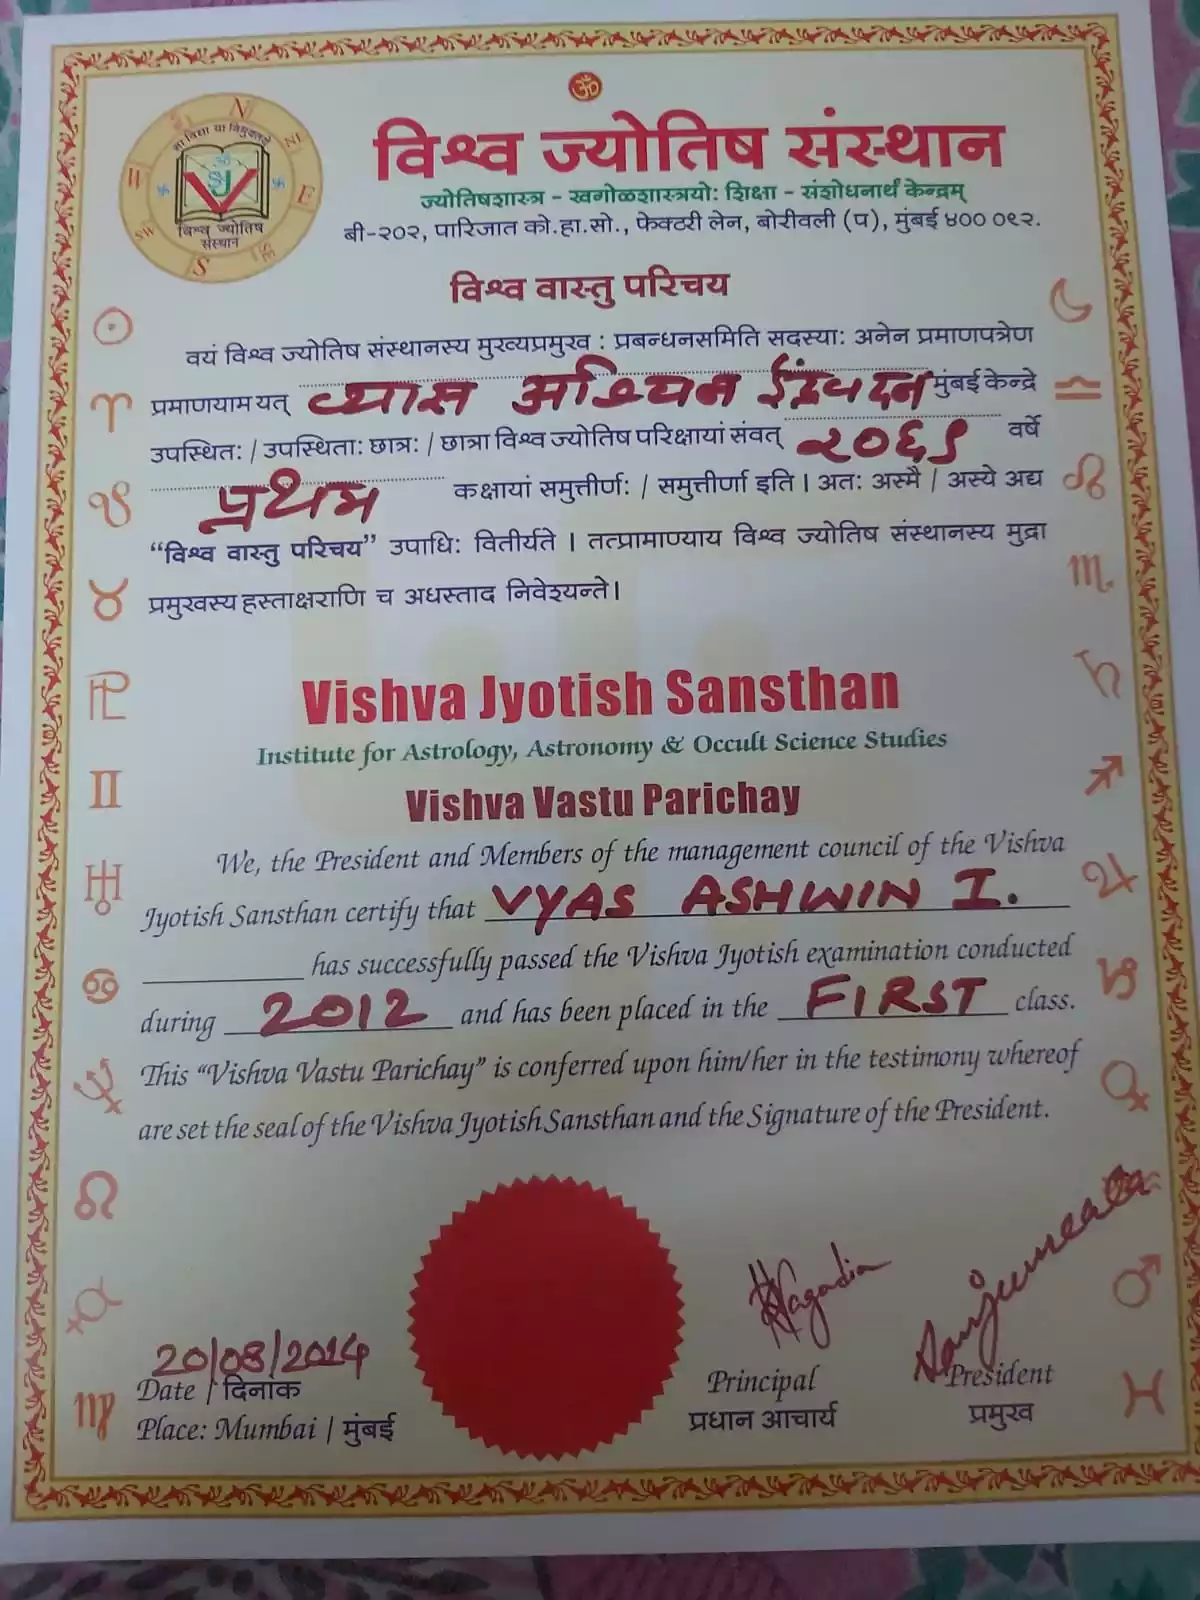 ॐ
सा विद्या या विमुक्तये
N
NE
W
E
SW
SE
S
विश्व ज्योतिष
संस्थान
विश्व ज्योतिष संस्थान
ज्योतिषशास्त्र - खगोळशास्त्रयो: शिक्षा - संशोधनार्थं केन्द्रम्
बी-२०२, पारिजात को.हा.सो., फेक्टरी लेन, बोरीवली (प), मुंबई ४०० ०९२.
विश्व वास्तु परिचय
वयं विश्व ज्योतिष संस्थानस्य मुख्यप्रमुख : प्रबन्धनसमिति सदस्या: अनेन प्रमाणपत्रेण
प्रमाणयाम यत् व्यास अश्विन मुंबई केन्द्रे
उपस्थित: / उपस्थिता: छात्र: / छात्रा विश्व ज्योतिष परिक्षायां संवत् २०६९ वर्षे
प्रथम कक्षायां समुत्तीर्ण: / समुत्तीर्णा इति । अत: अस्मै / अस्ये अद्य
“विश्व वास्तु परिचय” उपाधि: वितीर्यते । तत्प्रामाण्याय विश्व ज्योतिष संस्थानस्य मुद्रा
प्रमुखस्य हस्ताक्षराणि च अधस्ताद निवेश्यन्ते।
Vishva Jyotish Sansthan
Institute for Astrology, Astronomy & Occult Science Studies
Vishva Vastu Parichay
We, the President and Members of the management council of the Vishva
Jyotish Sansthan certify that VYAS ASHWIN I.
has successfully passed the Vishva Jyotish examination conducted
during 2012 and has been placed in the FIRST class.
This “Vishva Vastu Parichay” is conferred upon him/her in the testimony whereof
are set the seal of the Vishva Jyotish Sansthan and the Signature of the President.
20/08/2014
Date / दिनांक
Place: Mumbai | मुंबई
Principal
प्रधान आचार्य
President
प्रमुख